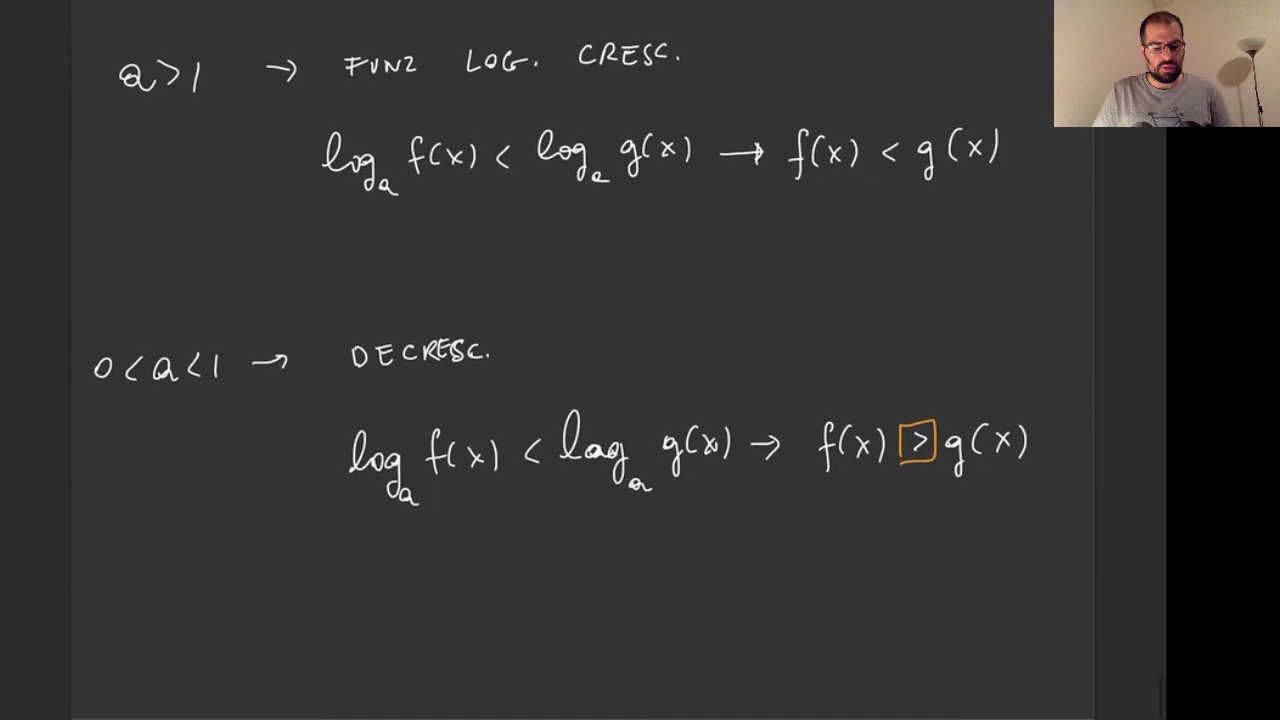 a>1 → FUNZ LOG. CRESC.
log_a f(x) < log_a g(x) → f(x) < g(x)
0<a<1 → DECRESC.
log_a f(x) < log_a g(x) → f(x) > g(x)